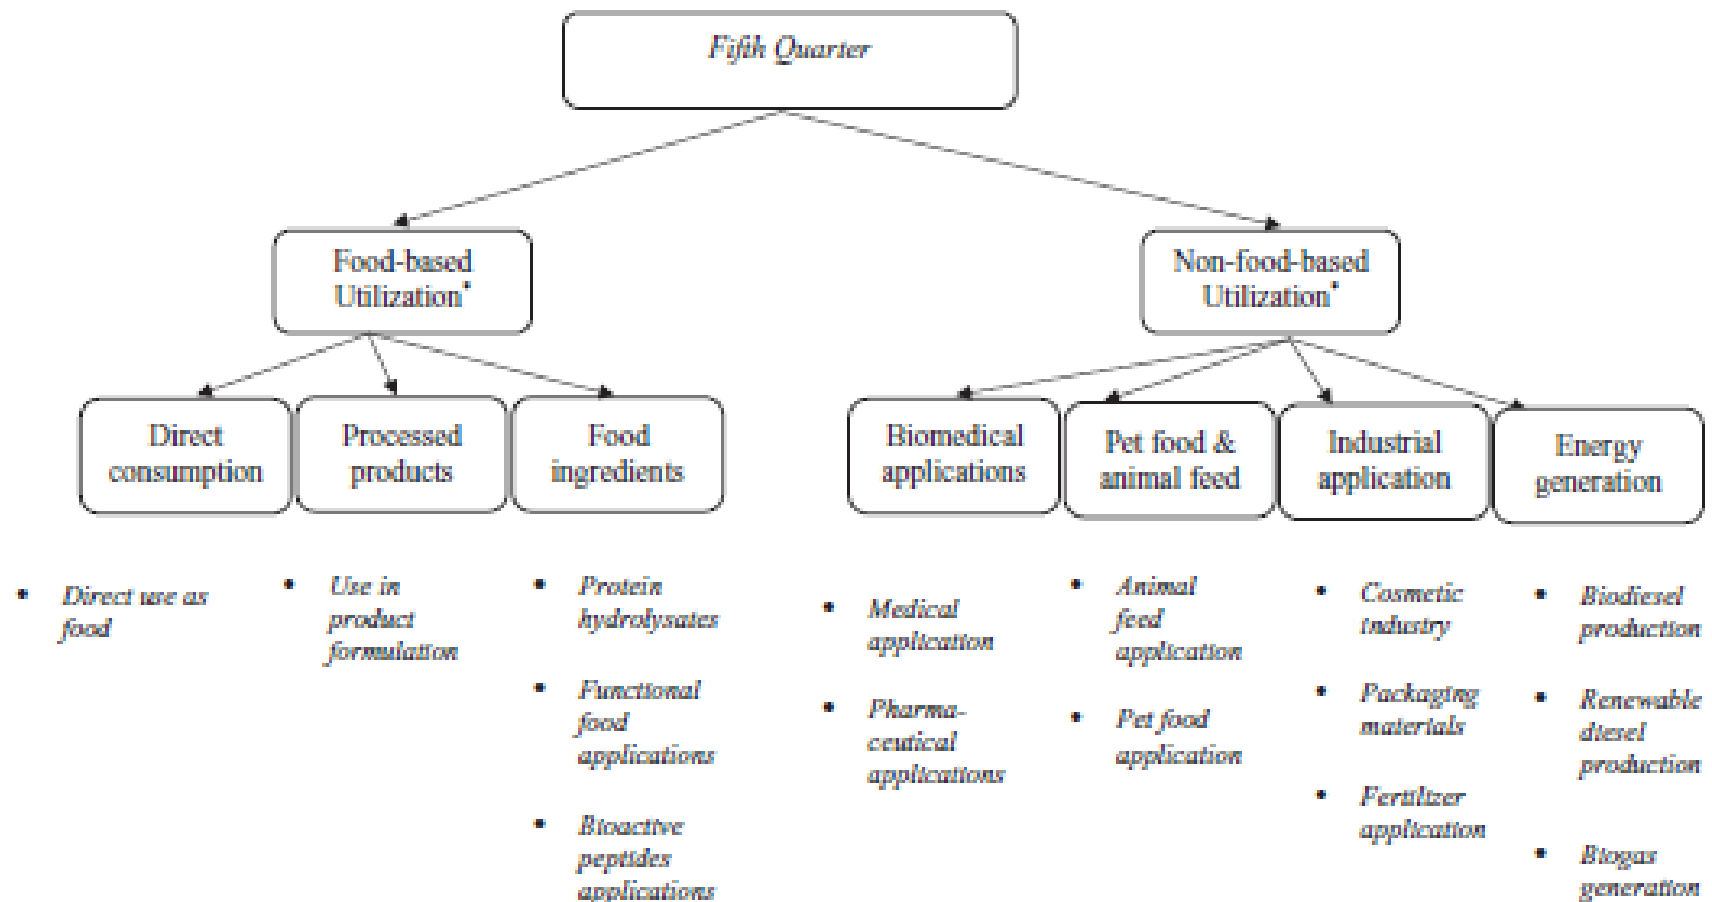 Fifth Quarter
Food-based
Utilization*
Non-food-based
Utilization*
Direct
consumption
Processed
products
Food
ingredients
Biomedical
applications
Pet food &
animal feed
Industrial
application
Energy
generation
• Direct use as
food
• Use in
product
formulation
• Protein
hydrolysates
• Functional
food
applications
• Bioactive
peptides
applications
• Medical
application
• Pharma-
ceutical
applications
• Animal
feed
application
• Pet food
application
• Cosmetic
industry
• Packaging
materials
• Fertilizer
application
• Biodiesel
production
• Renewable
diesel
production
• Biogas
generation